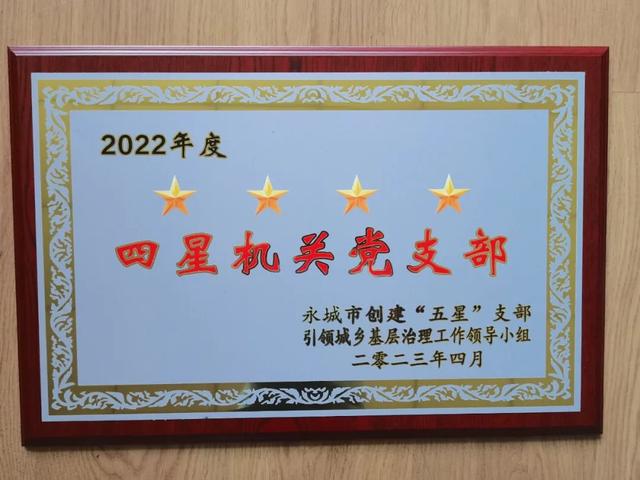 2022年度
四星机关党支部
永城市创建“五星”支部
引领城乡基层治理工作领导小组
二零二三年四月